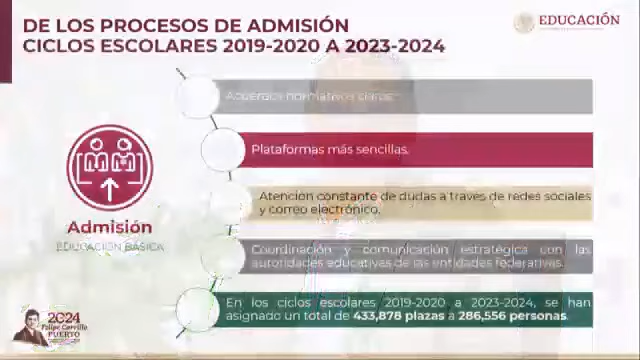 DE LOS PROCESOS DE ADMISIÓN
CICLOS ESCOLARES 2019-2020 A 2023-2024
EDUCACIÓN
Acuerdos normativos claros.
Plataformas más sencillas.
Atención constante de dudas a través de redes sociales
y correo electrónico.
Coordinación y comunicación estratégica con las
autoridades educativas de las entidades federativas.
En los ciclos escolares 2019-2020 a 2023-2024, se han
asignado un total de 433,878 plazas a 286,556 personas.
Admisión
EDUCACIÓN BÁSICA
2024
Felipe Carrillo
PUERTO